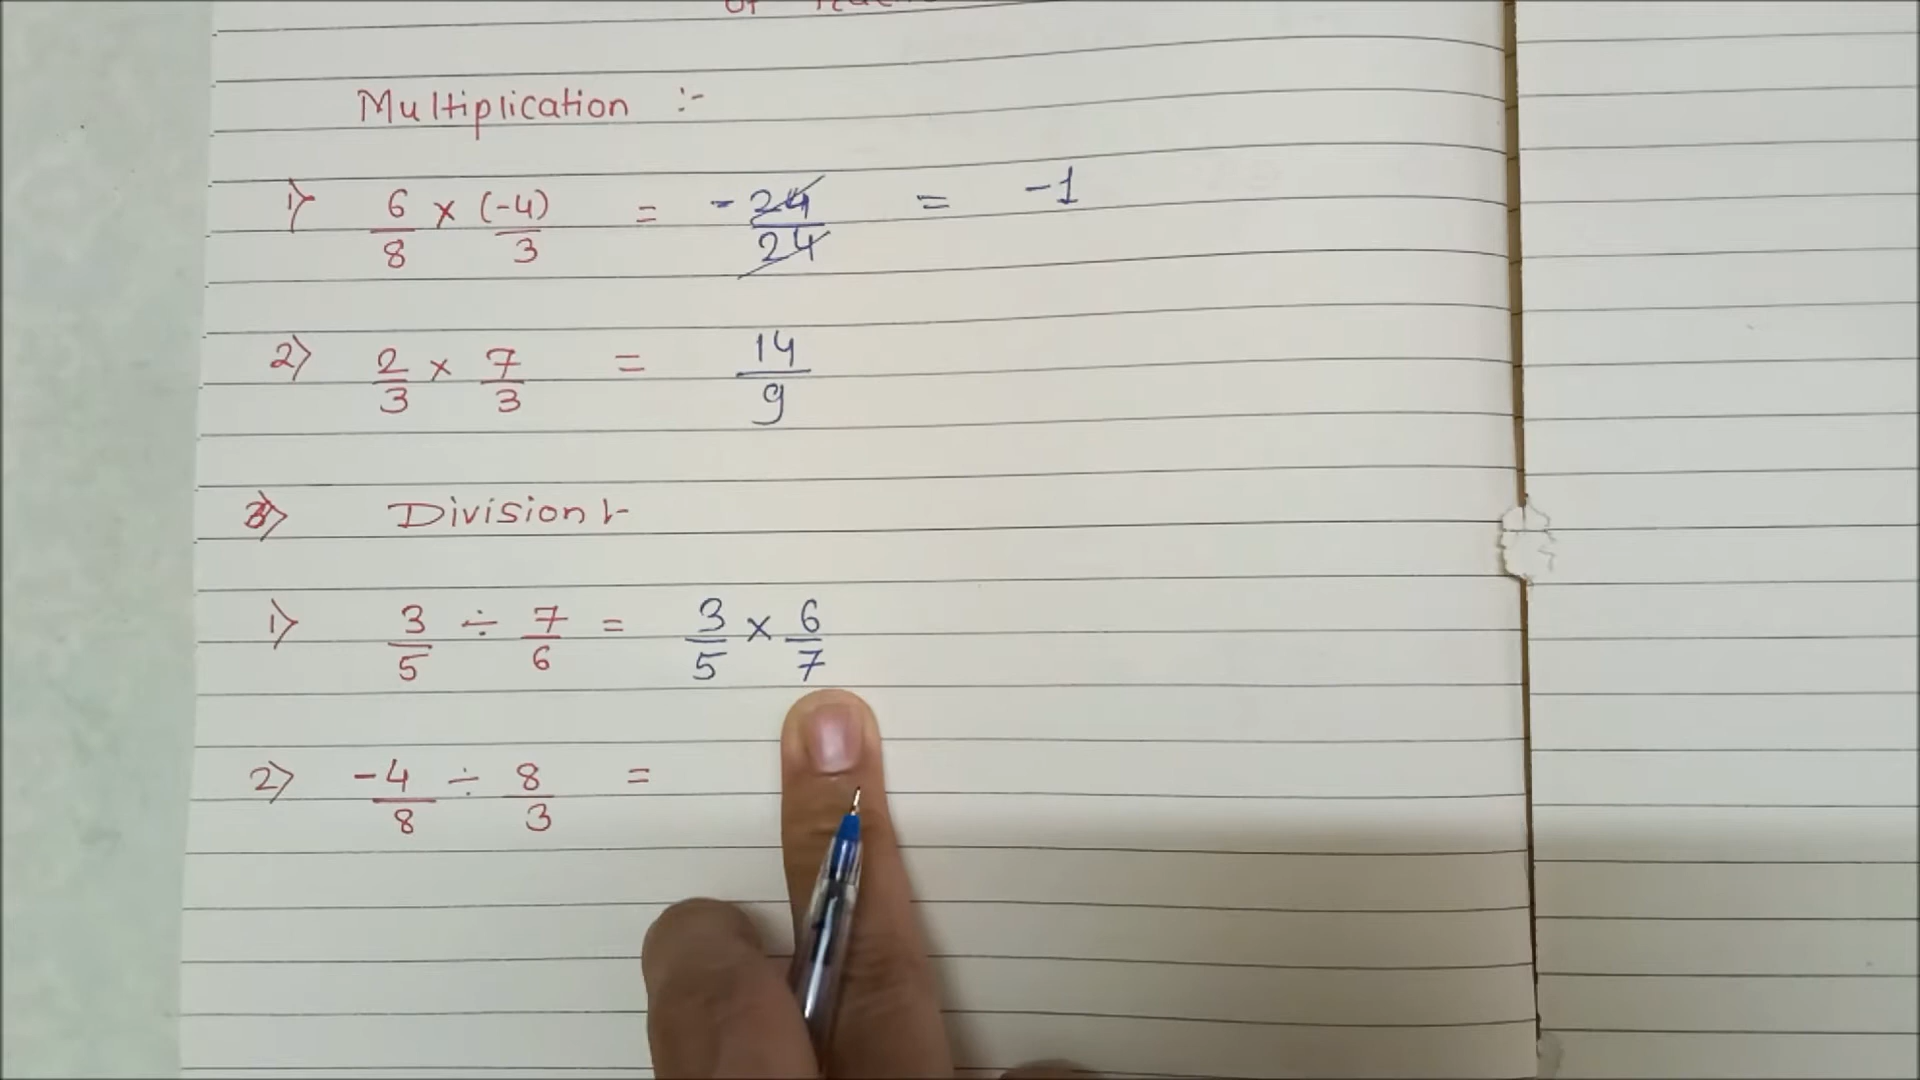 of
Multiplication :-
1) 6/8 × (-4)/3 = -24/24 = -1
2) 2/3 × 7/3 = 14/9
3) Division :-
1) 3/5 ÷ 7/6 = 3/5 × 6/7
2) -4/8 ÷ 8/3 =